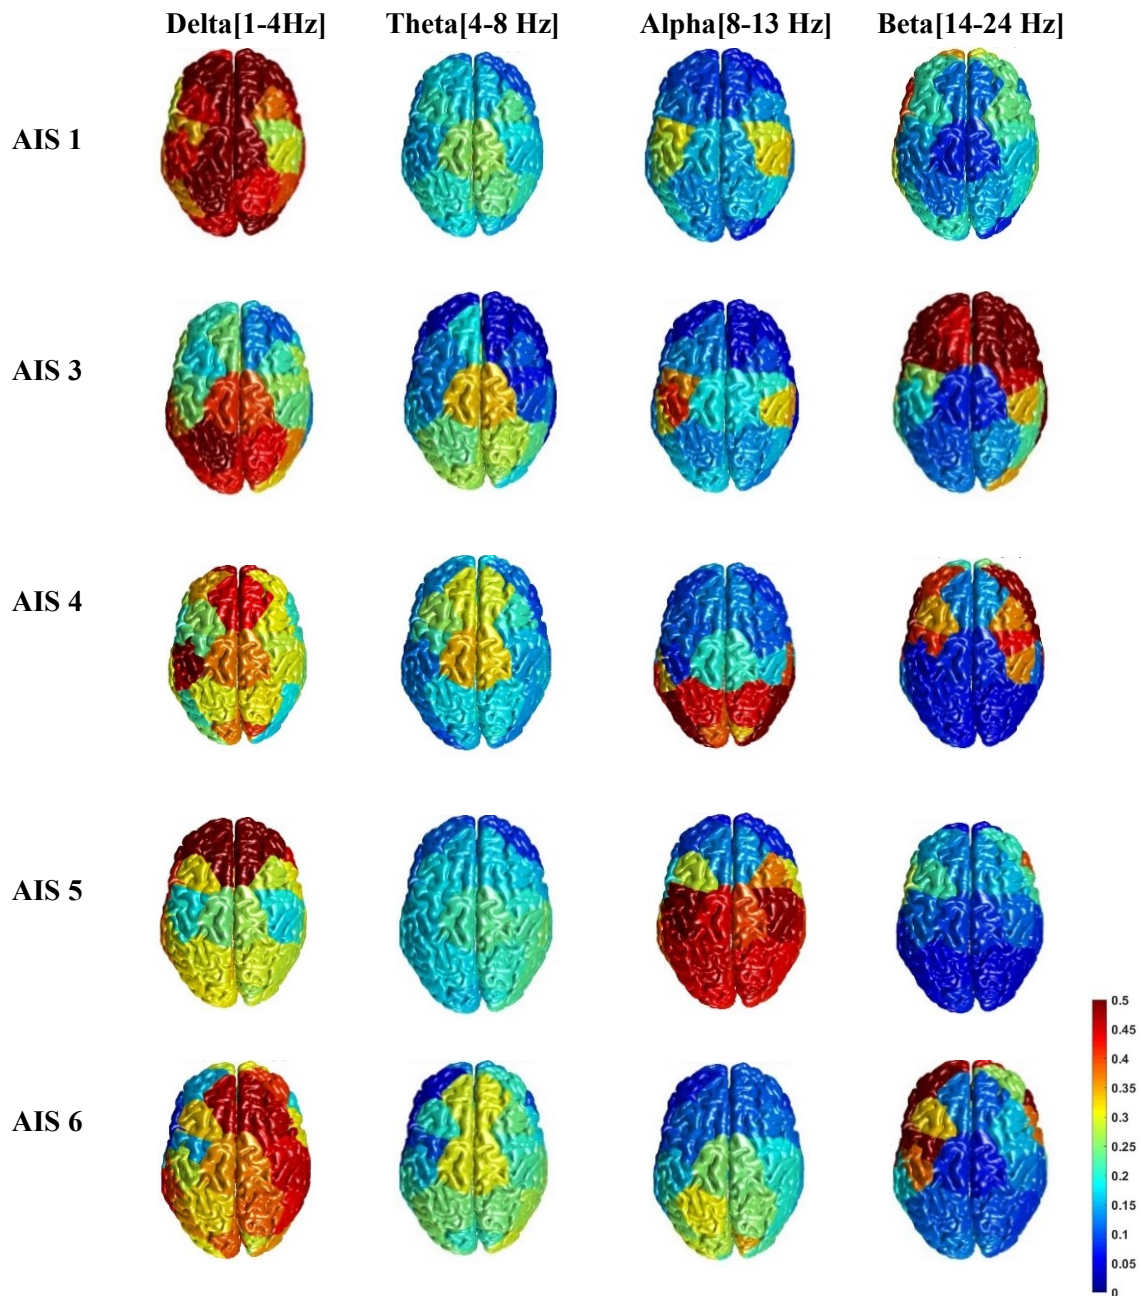 Delta[1-4Hz] Theta[4-8 Hz] Alpha[8-13 Hz] Beta[14-24 Hz]
AIS 1
AIS 3
AIS 4
AIS 5
AIS 6
0.5
0.45
0.4
0.35
0.3
0.25
0.2
0.15
0.1
0.05
0